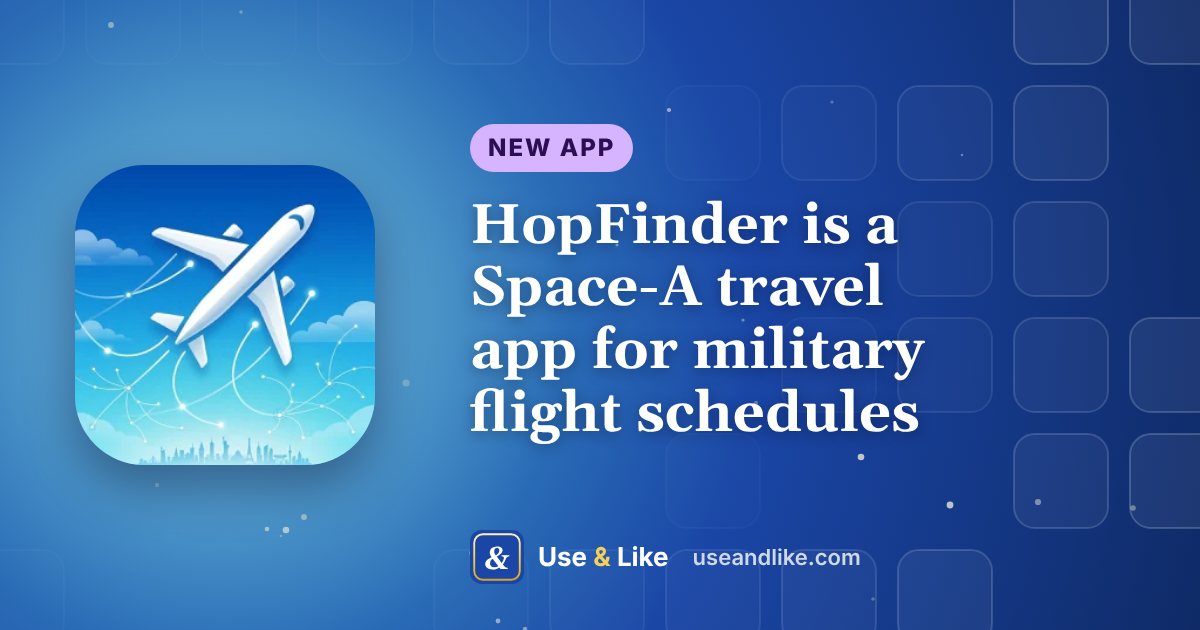 NEW APP
HopFinder is a
Space-A travel
app for military
flight schedules
& Use & Like useandlike.com